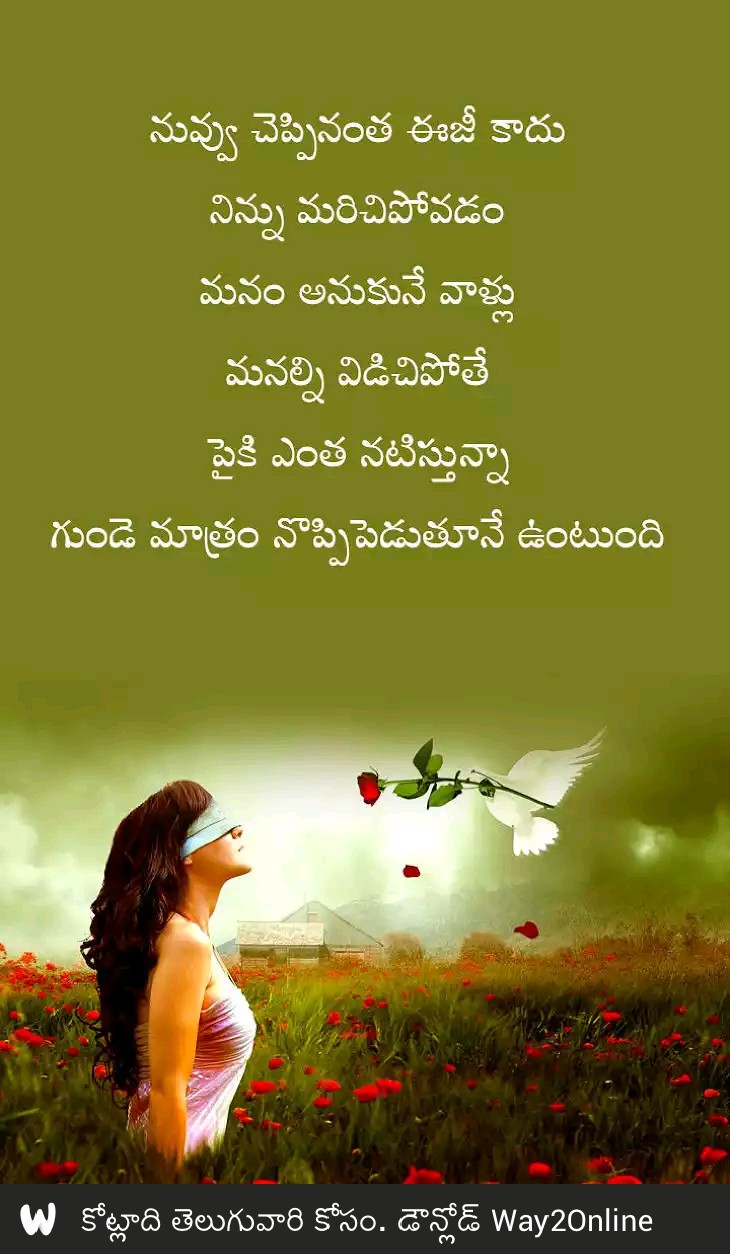 నువ్వు చెప్పినంత ఈజీ కాదు
నిన్ను మరిచిపోవడం
మనం అనుకునే వాళ్లు
మనల్ని విడిచిపోతే
పైకి ఎంత నటిస్తున్నా
గుండె మాత్రం నొప్పిపెడుతూనే ఉంటుంది
W కోట్లాది తెలుగువారి కోసం. డౌన్లోడ్ Way2Online